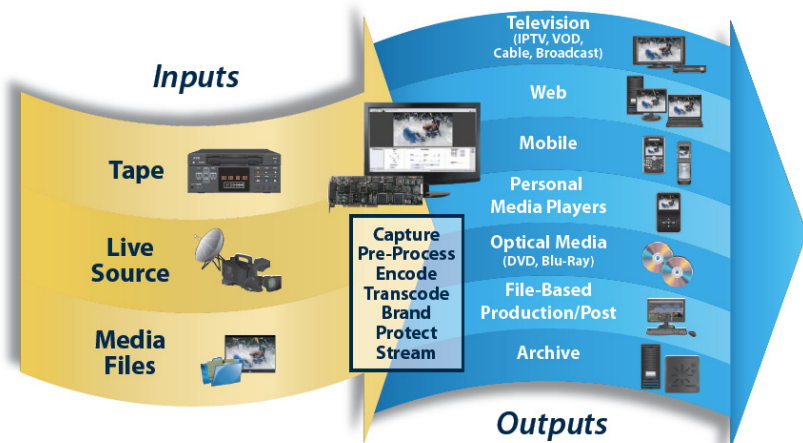 Inputs
Tape
Live
Source
Media
Files
Capture
Pre-Process
Encode
Transcode
Brand
Protect
Stream
Television
(IPTV, VOD,
Cable, Broadcast)
Web
Mobile
Personal
Media Players
Optical Media
(DVD, Blu-Ray)
File-Based
Production/Post
Archive
Outputs